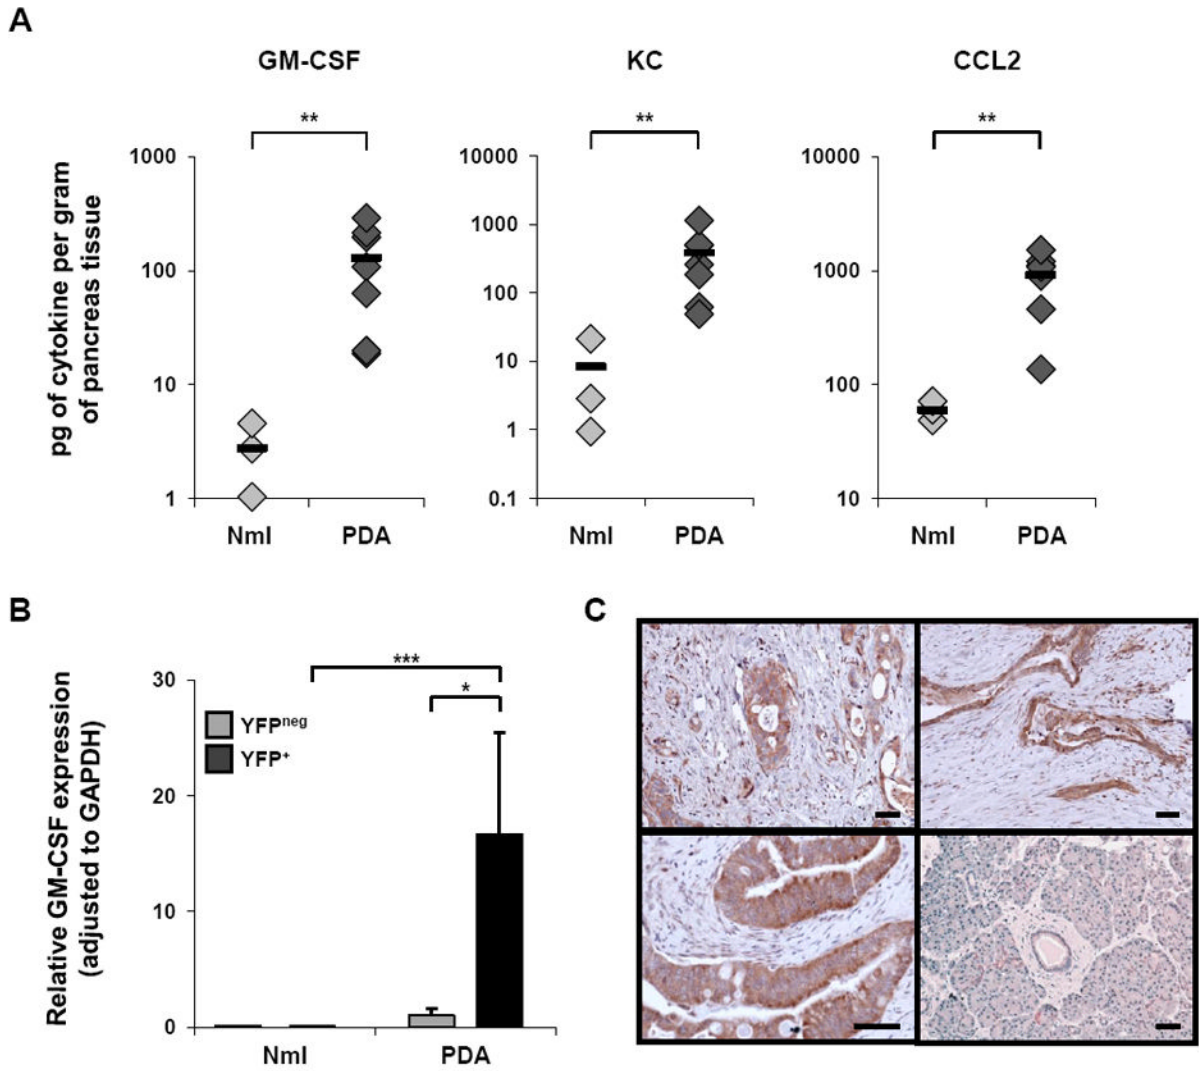 A
GM-CSF
KC
CCL2
**
**
**
pg of cytokine per gram
of pancreas tissue
1000
100
10
1
Nml
PDA
10000
1000
100
10
1
0.1
Nml
PDA
10000
1000
100
10
Nml
PDA
B
Relative GM-CSF expression
(adjusted to GAPDH)
30
20
10
0
YFPneg
YFP+
***
*
Nml
PDA
C